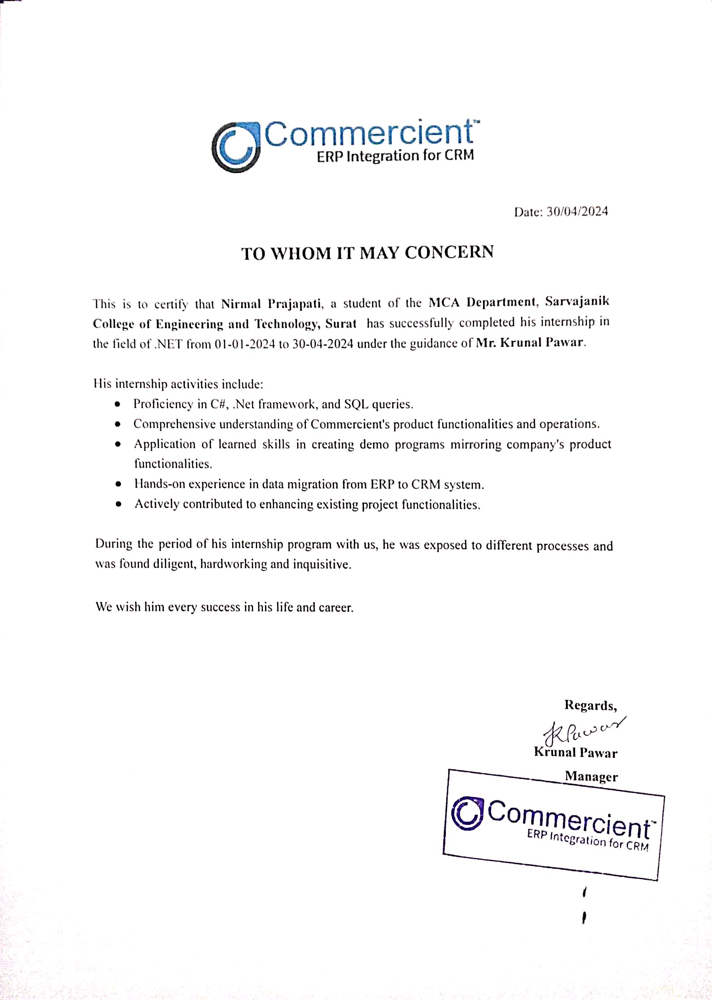 Commercient™
ERP Integration for CRM
Date: 30/04/2024
TO WHOM IT MAY CONCERN
This is to certify that Nirmal Prajapati, a student of the MCA Department, Sarvajanik
College of Engineering and Technology, Surat has successfully completed his internship in
the field of .NET from 01-01-2024 to 30-04-2024 under the guidance of Mr. Krunal Pawar.
His internship activities include:
● Proficiency in C#, .Net framework, and SQL queries.
● Comprehensive understanding of Commercient's product functionalities and operations.
● Application of learned skills in creating demo programs mirroring company's product
functionalities.
● Hands-on experience in data migration from ERP to CRM system.
● Actively contributed to enhancing existing project functionalities.
During the period of his internship program with us, he was exposed to different processes and
was found diligent, hardworking and inquisitive.
We wish him every success in his life and career.
Regards,
KPawar
Krunal Pawar
Manager
Commercient™
ERP Integration for CRM